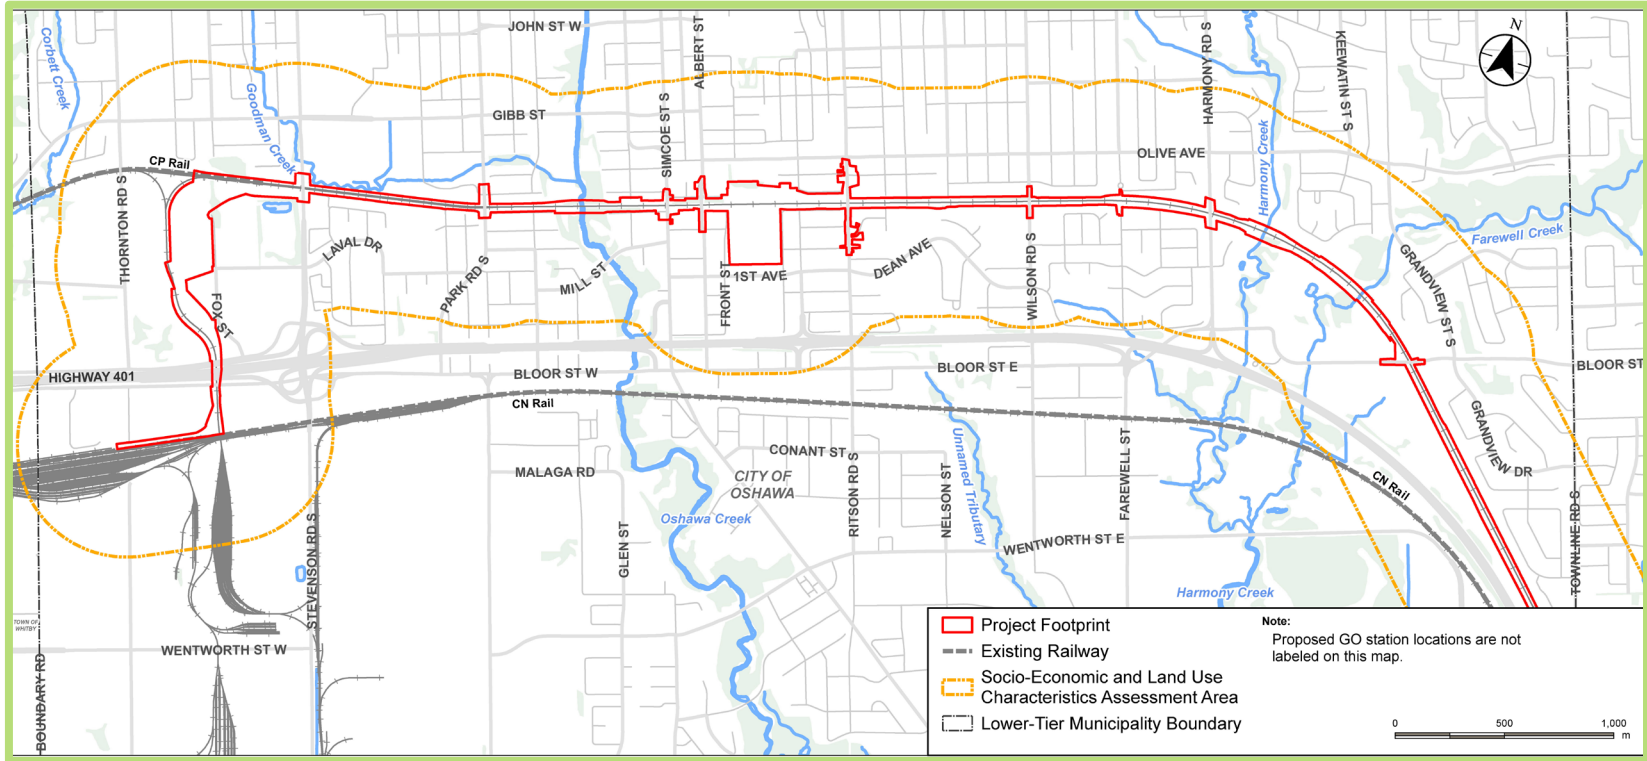 JOHN ST W
ALBERT ST
HARMONY RD S
KEEWATIN ST S
N
Corbett Creek
Goodman Creek
GIBB ST
SIMCOE ST S
Harmony Creek
OLIVE AVE
CP Rail
THORNTON RD S
LAVAL DR
PARK RD S
MILL ST
FRONT ST
1ST AVE
DEAN AVE
WILSON RD S
Farewell Creek
GRANDVIEW ST S
FOX ST
HIGHWAY 401
BLOOR ST W
BLOOR ST E
BLOOR ST
CN Rail
CONANT ST
MALAGA RD
CITY OF
OSHAWA
RITSON RD S
NELSON ST
Unnamed Tributary
FAREWELL ST
CN Rail
GRANDVIEW DR
Oshawa Creek
GLEN ST
STEVENSON RD S
WENTWORTH ST E
TOWNLINE RD S
Harmony Creek
TOWN OF
WHITBY
WENTWORTH ST W
BOUNDARY RD
Project Footprint
Existing Railway
Socio-Economic and Land Use
Characteristics Assessment Area
Lower-Tier Municipality Boundary
Note:
Proposed GO station locations are not
labeled on this map.
0 500 1,000
m